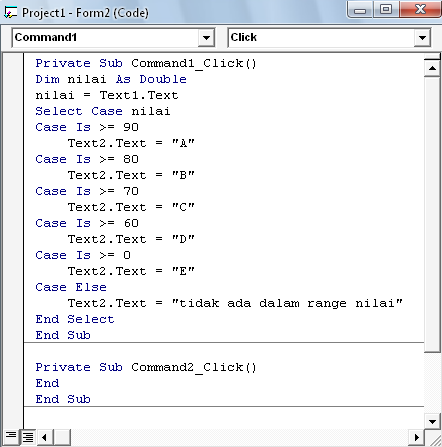 Project1 - Form2 (Code)
Command1 Click
Private Sub Command1_Click()
Dim nilai As Double
nilai = Text1.Text
Select Case nilai
Case Is >= 90
    Text2.Text = "A"
Case Is >= 80
    Text2.Text = "B"
Case Is >= 70
    Text2.Text = "C"
Case Is >= 60
    Text2.Text = "D"
Case Is >= 0
    Text2.Text = "E"
Case Else
    Text2.Text = "tidak ada dalam range nilai"
End Select
End Sub
Private Sub Command2_Click()
End
End Sub